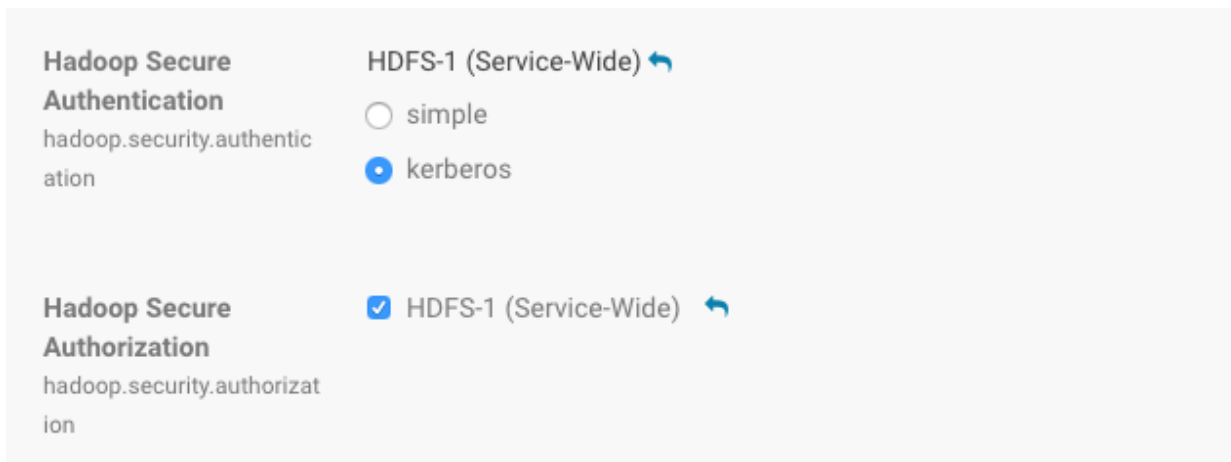 Hadoop Secure
Authentication
hadoop.security.authentic
ation
HDFS-1 (Service-Wide)
simple
kerberos
Hadoop Secure
Authorization
hadoop.security.authorizat
ion
HDFS-1 (Service-Wide)